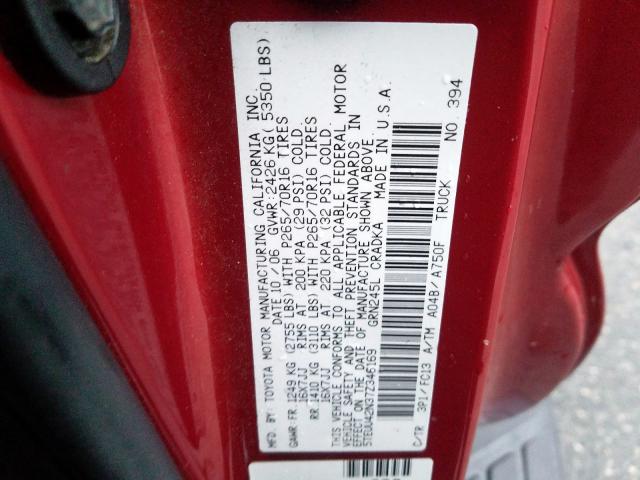 MFD. BY: TOYOTA MOTOR MANUFACTURING CALIFORNIA INC.
DATE 10/06 GVWR:2426 KG( 5350 LBS)
GAWR FR 1249 KG (2755 LBS) WITH P265/70R16 TIRES
16X7JJ RIMS AT 200 KPA (29 PSI) COLD.
RR 1410 KG (3110 LBS) WITH P265/70R16 TIRES
16X7JJ RIMS AT 220 KPA (32 PSI) COLD.
THIS VEHICLE CONFORMS TO ALL APPLICABLE FEDERAL MOTOR
VEHICLE SAFETY AND THEFT PREVENTION STANDARDS IN
EFFECT ON THE DATE OF MANUFACTURE SHOWN ABOVE.
5TEUU42N37Z346169 GRN245L CRADKA MADE IN U.S.A.
C/TR 3P1/FC13 A/TM A04B/A750F TRUCK NO. 394